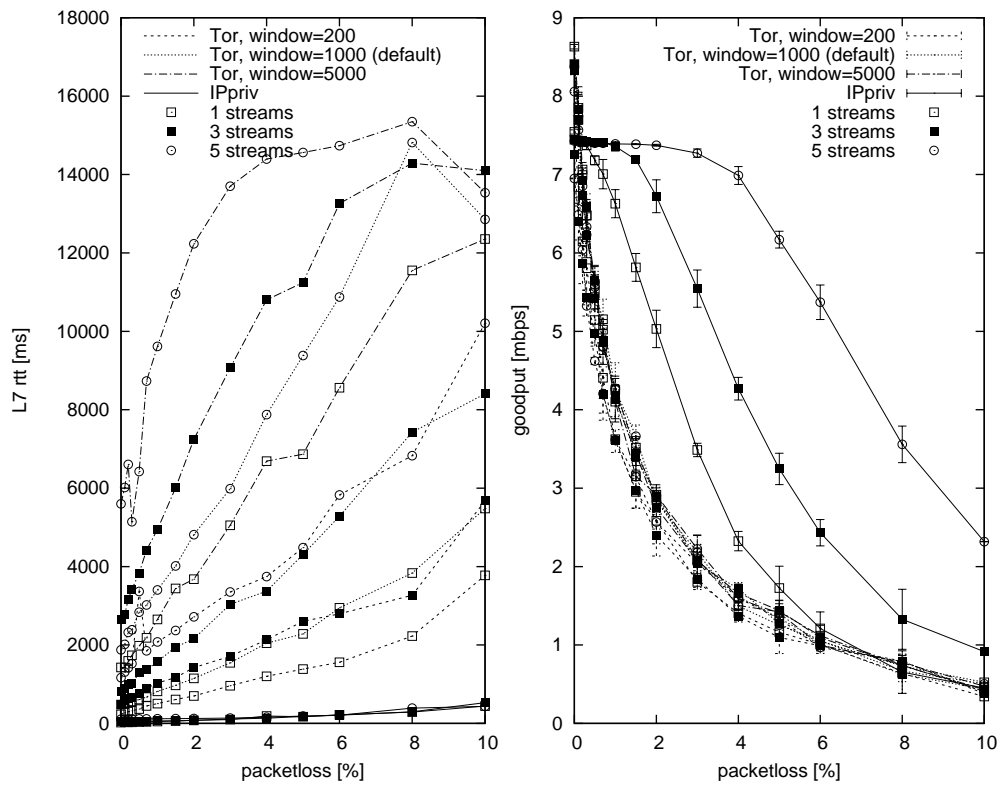 18000
16000
14000
12000
10000
8000
6000
4000
2000
0
L7 rtt [ms]
Tor, window=200
Tor, window=1000 (default)
Tor, window=5000
IPpriv
1 streams
3 streams
5 streams
0 2 4 6 8 10
packetloss [%]
9
8
7
6
5
4
3
2
1
0
goodput [mbps]
Tor, window=200
Tor, window=1000 (default)
Tor, window=5000
IPpriv
1 streams
3 streams
5 streams
0 2 4 6 8 10
packetloss [%]